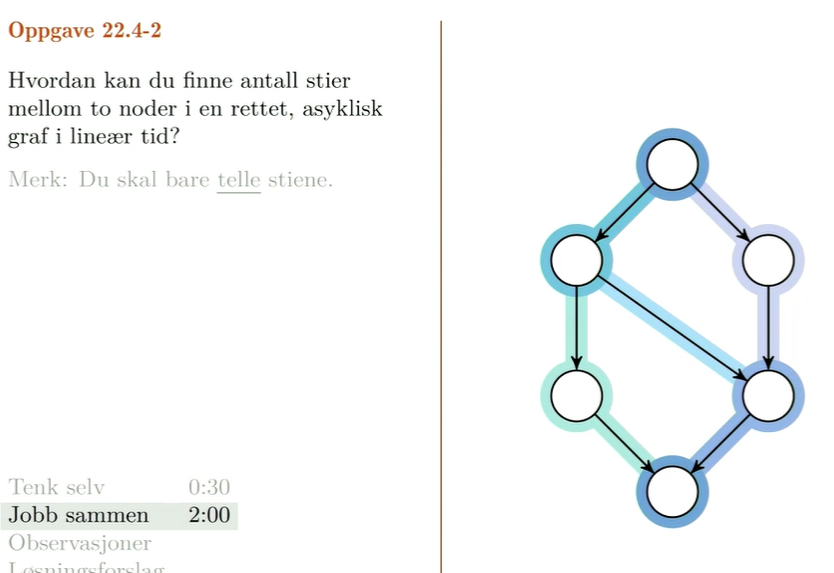 Oppgave 22.4-2
Hvordan kan du finne antall stier
mellom to noder i en rettet, asyklisk
graf i lineær tid?
Merk: Du skal bare telle stiene.
Tenk selv 0:30
Jobb sammen 2:00
Observasjoner
Løsningsforslag